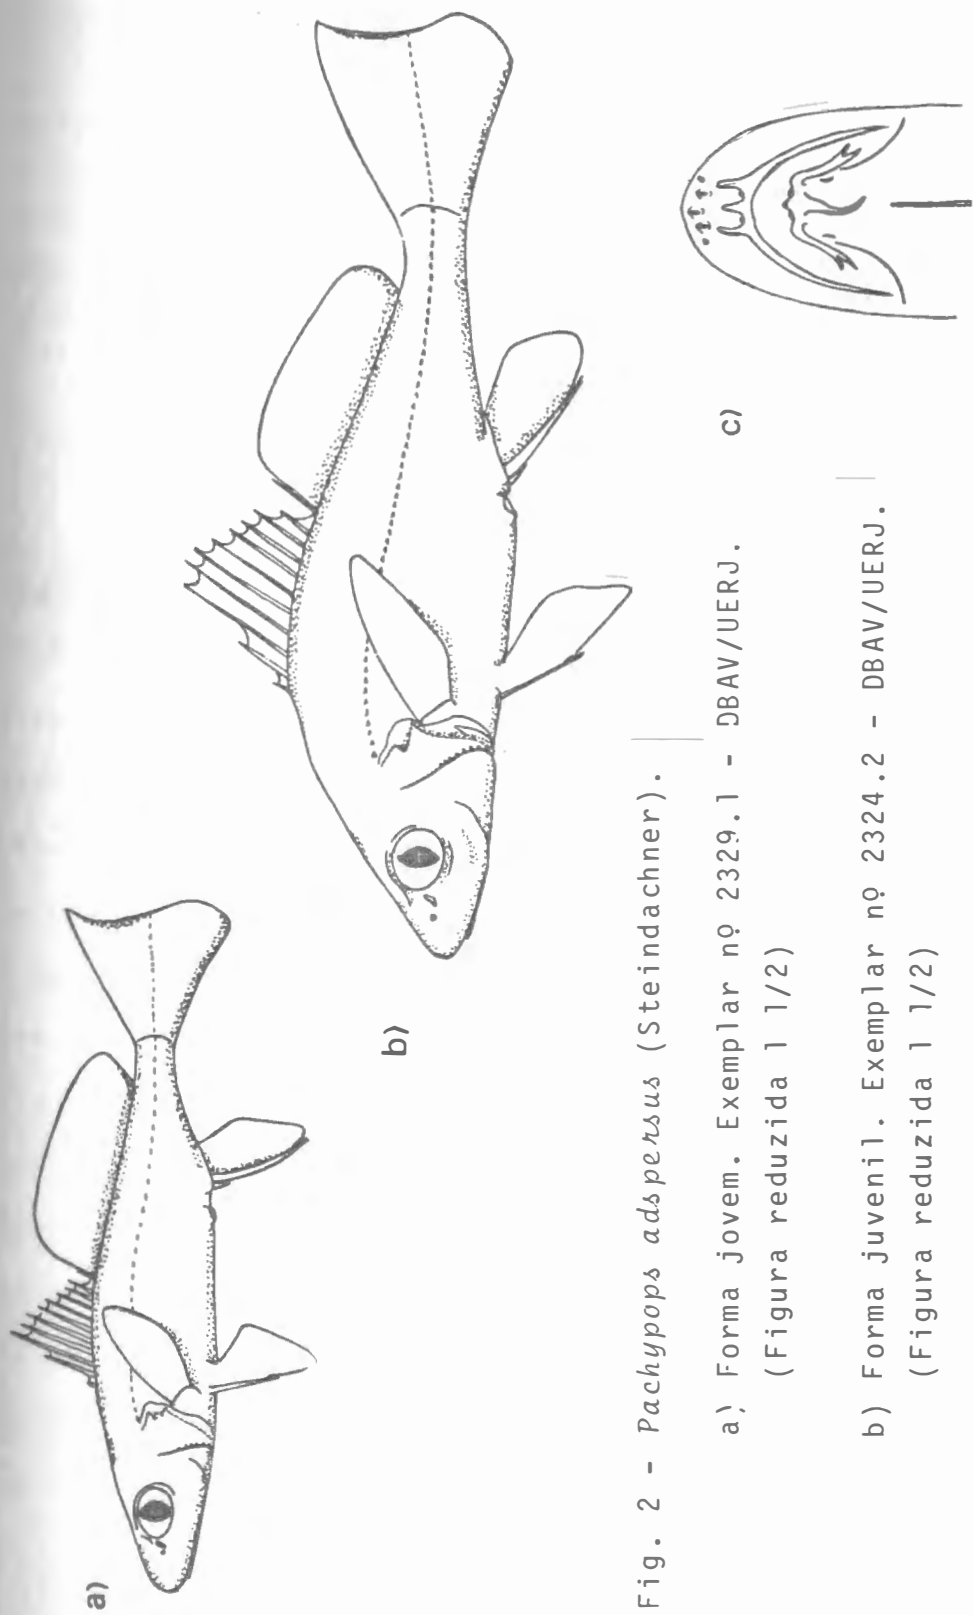 a)
b)
c)
Fig. 2 - Pachypops adspersus (Steindachner).
a) Forma jovem. Exemplar nº 2329.1 - DBAV/UERJ.
(Figura reduzida 1 1/2)
b) Forma juvenil. Exemplar nº 2324.2 - DBAV/UERJ.
(Figura reduzida 1 1/2)